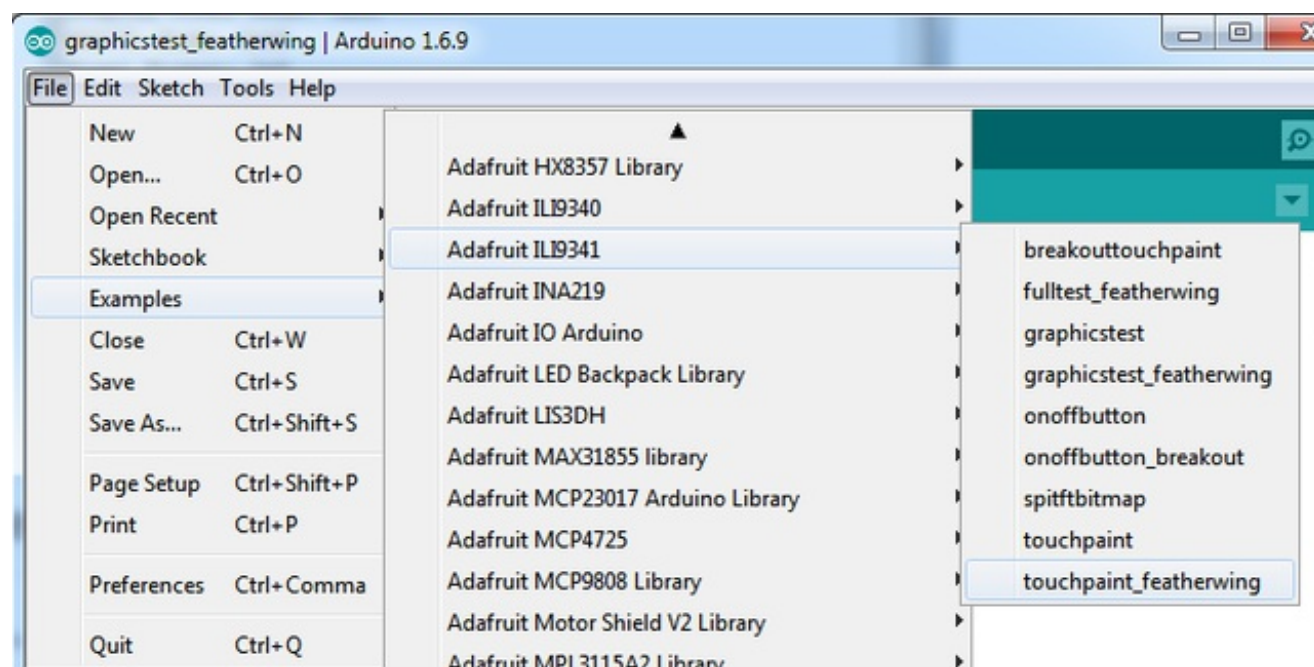 graphicstest_featherwing | Arduino 1.6.9
File Edit Sketch Tools Help
New Ctrl+N
Open... Ctrl+O
Open Recent
Sketchbook
Examples
Close Ctrl+W
Save Ctrl+S
Save As... Ctrl+Shift+S
Page Setup Ctrl+Shift+P
Print Ctrl+P
Preferences Ctrl+Comma
Quit Ctrl+Q
Adafruit HX8357 Library
Adafruit ILI9340
Adafruit ILI9341
Adafruit INA219
Adafruit IO Arduino
Adafruit LED Backpack Library
Adafruit LIS3DH
Adafruit MAX31855 library
Adafruit MCP23017 Arduino Library
Adafruit MCP4725
Adafruit MCP9808 Library
Adafruit Motor Shield V2 Library
Adafruit MPL3115A2 Library
breakouttouchpaint
fulltest_featherwing
graphicstest
graphicstest_featherwing
onoffbutton
onoffbutton_breakout
spitftbitmap
touchpaint
touchpaint_featherwing